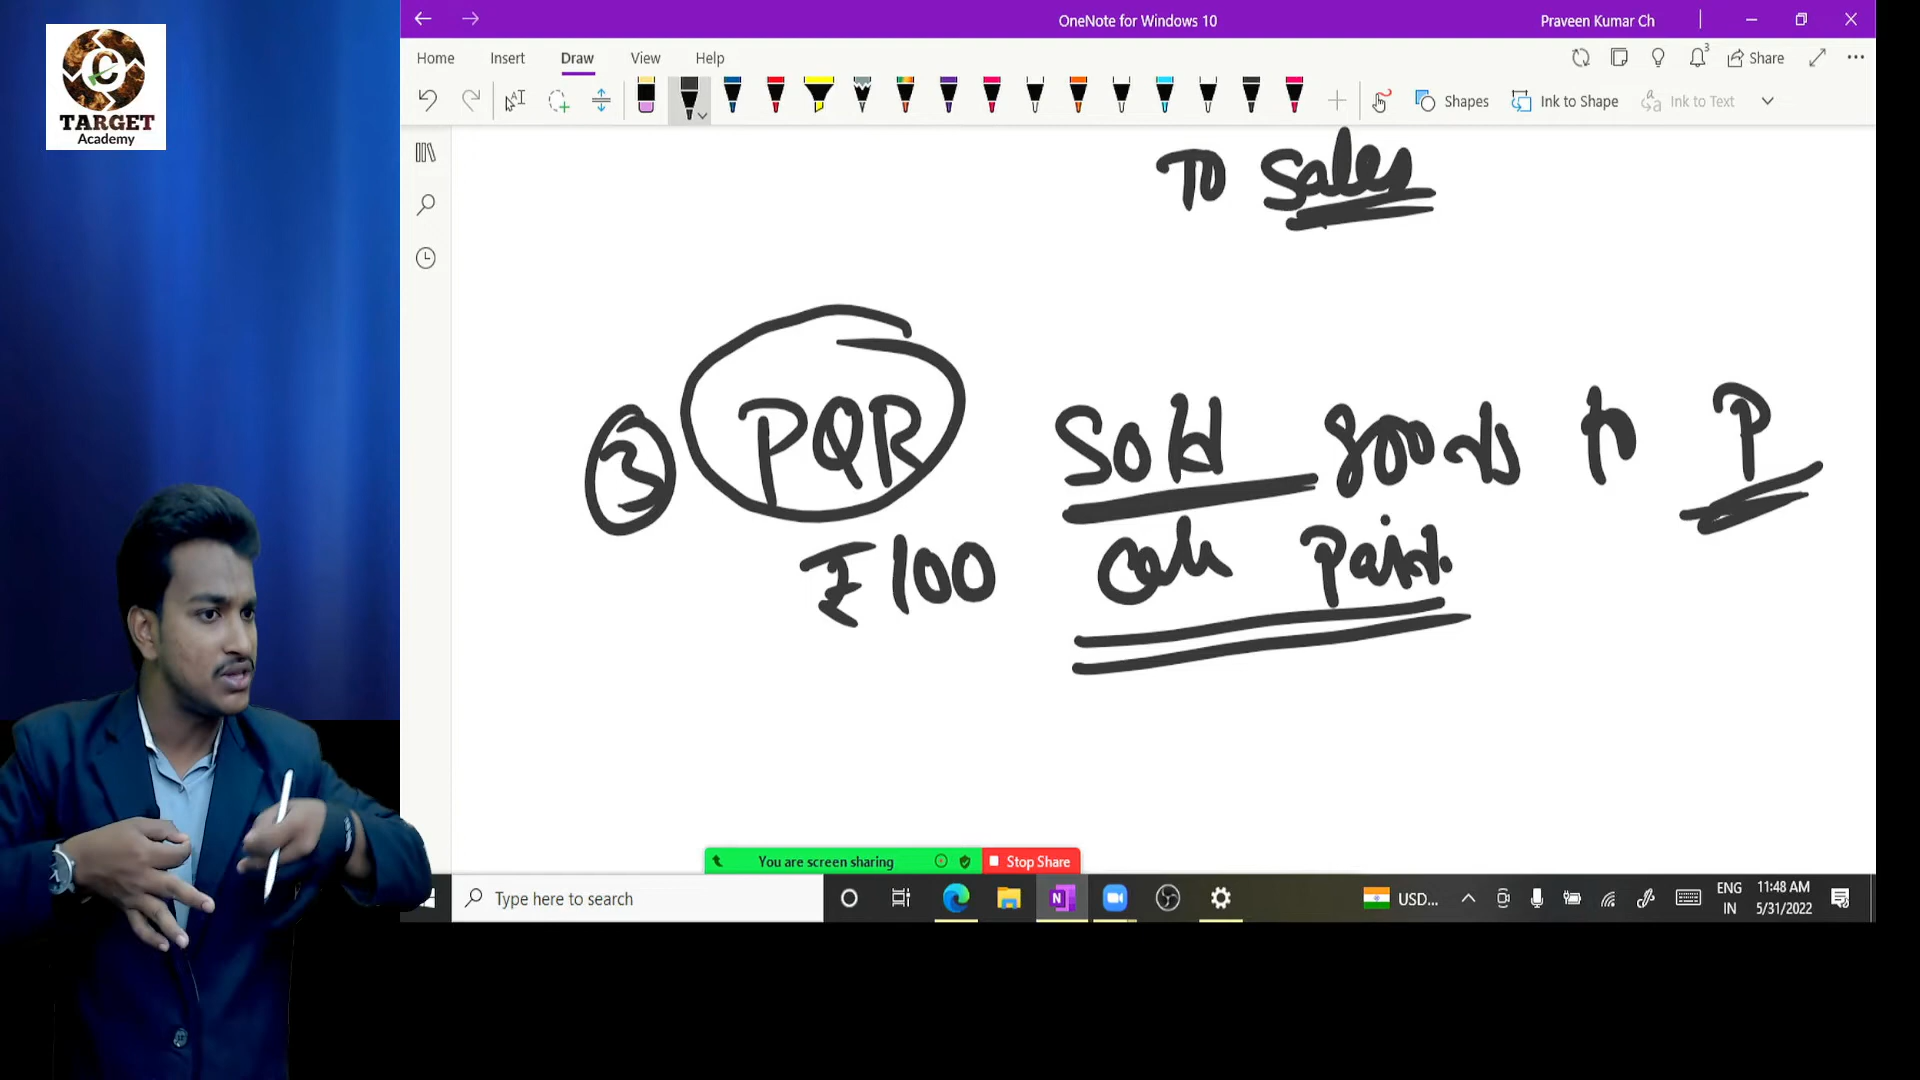 TARGET
Academy
OneNote for Windows 10
Praveen Kumar Ch
Home Insert Draw View Help
3
Share
Shapes
Ink to Shape
Ink to Text
To Sales
3 PQR Sold goods to P
₹100 Paid.
You are screen sharing
Stop Share
Type here to search
USD...
ENG
IN
11:48 AM
5/31/2022